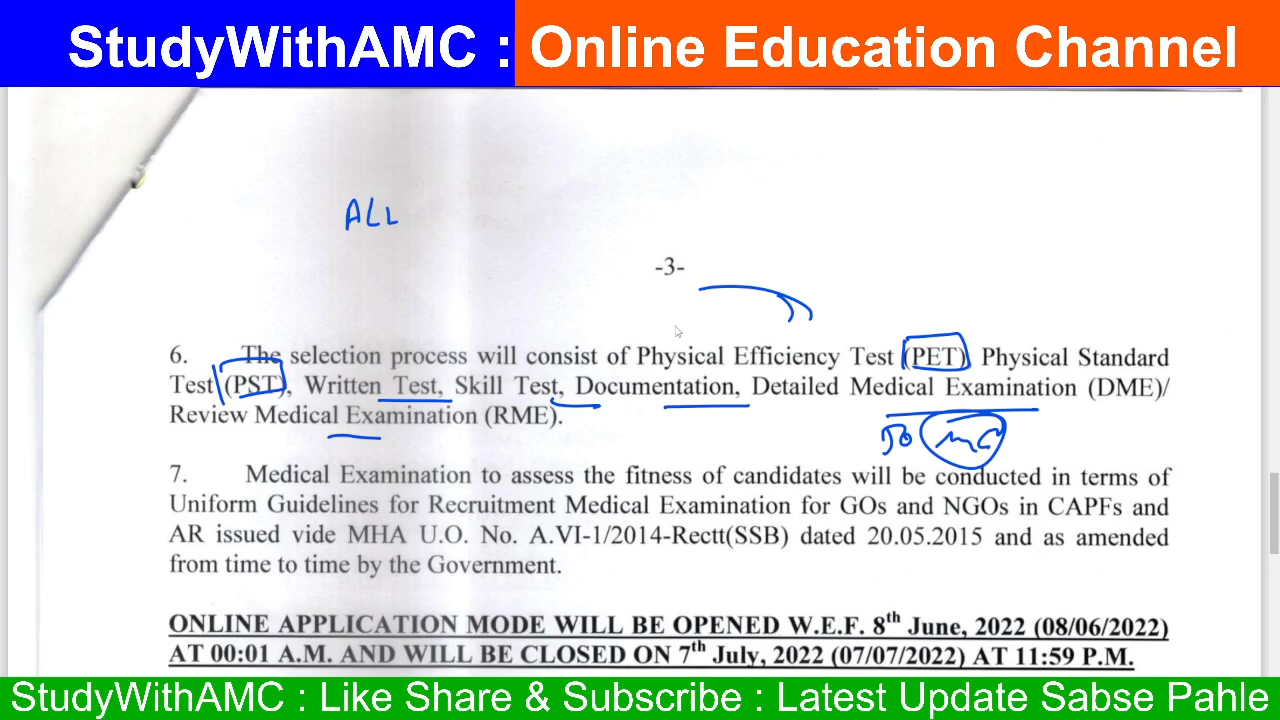 StudyWithAMC : Online Education Channel
ALL
-3-
6. The selection process will consist of Physical Efficiency Test (PET), Physical Standard
Test (PST), Written Test, Skill Test, Documentation, Detailed Medical Examination (DME)/
Review Medical Examination (RME).
7. Medical Examination to assess the fitness of candidates will be conducted in terms of
Uniform Guidelines for Recruitment Medical Examination for GOs and NGOs in CAPFs and
AR issued vide MHA U.O. No. A.VI-1/2014-Rectt(SSB) dated 20.05.2015 and as amended
from time to time by the Government.
ONLINE APPLICATION MODE WILL BE OPENED W.E.F. 8th June, 2022 (08/06/2022)
AT 00:01 A.M. AND WILL BE CLOSED ON 7th July, 2022 (07/07/2022) AT 11:59 P.M.
StudyWithAMC : Like Share & Subscribe : Latest Update Sabse Pahle